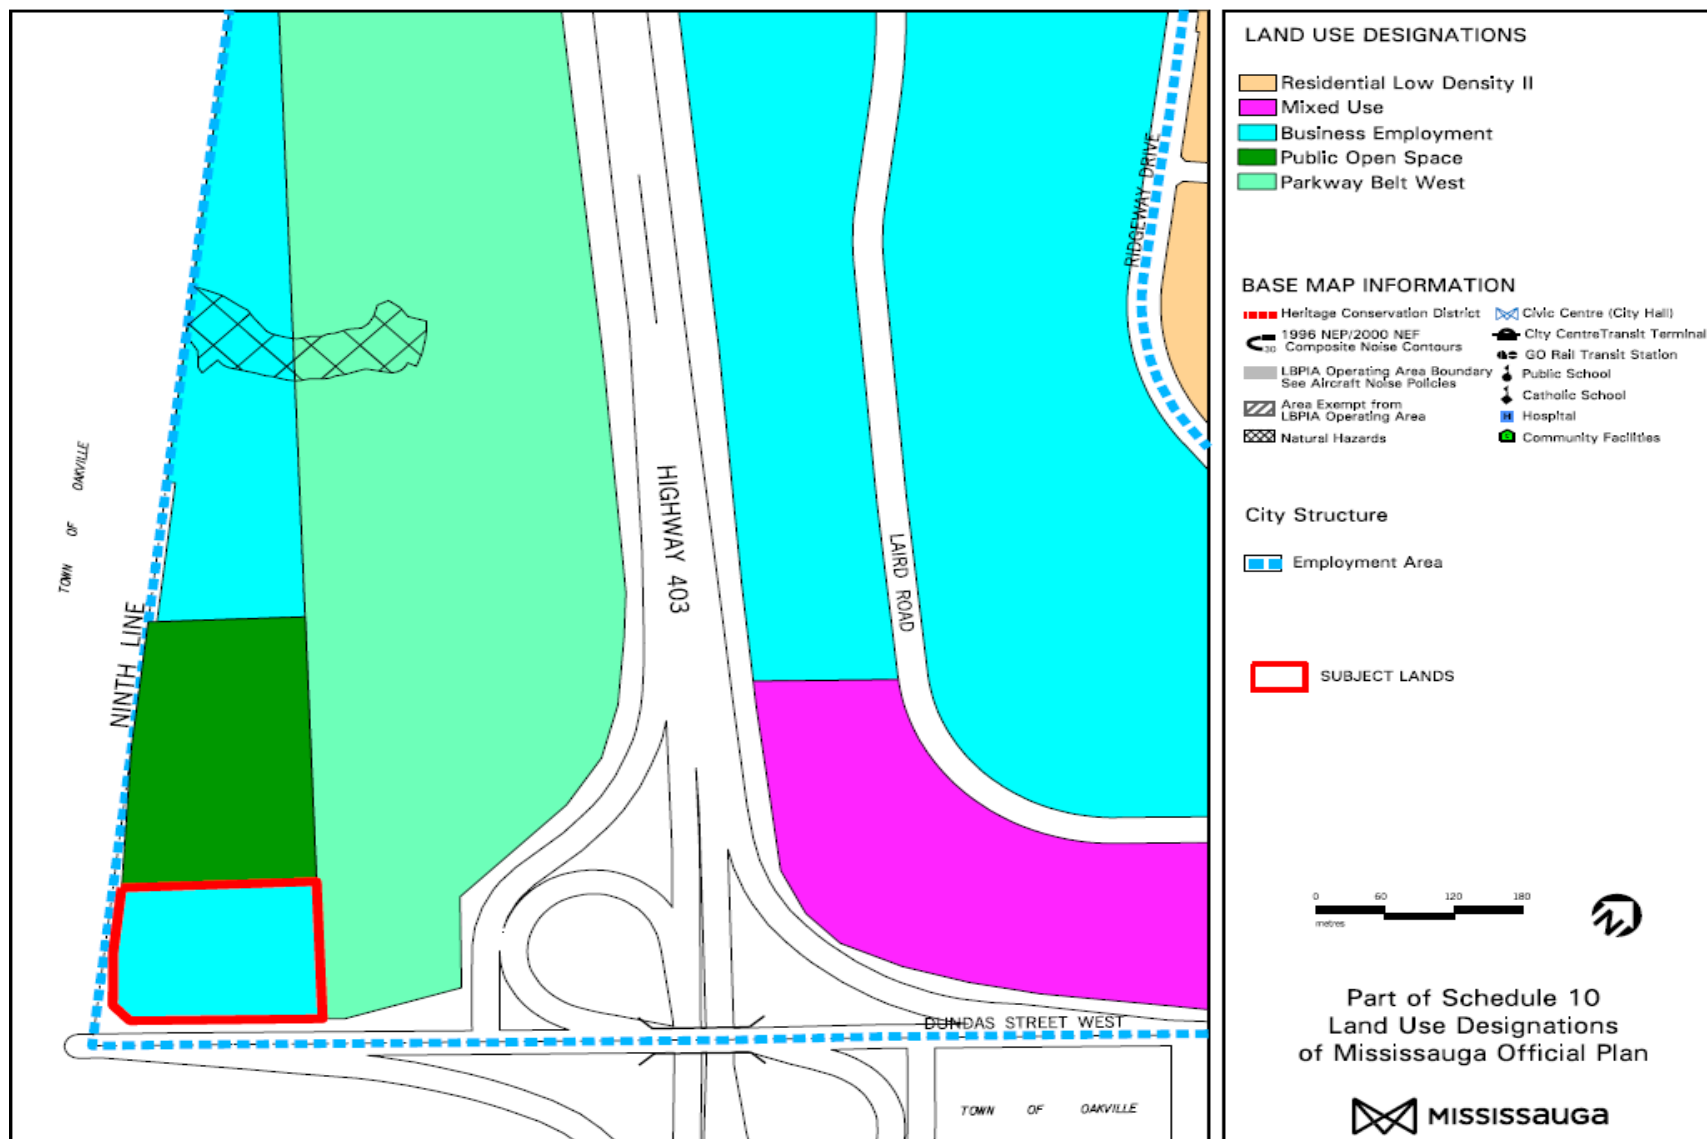 RIDGEWAY DRIVE
TOWN OF OAKVILLE
HIGHWAY 403
LAIRD ROAD
NINTH LINE
DUNDAS STREET WEST
TOWN OF OAKVILLE
LAND USE DESIGNATIONS
Residential Low Density II
Mixed Use
Business Employment
Public Open Space
Parkway Belt West
BASE MAP INFORMATION
Heritage Conservation District
1996 NEP/2000 NEF
Composite Noise Contours
30
LBPIA Operating Area Boundary
See Aircraft Noise Policies
Area Exempt from
LBPIA Operating Area
Natural Hazards
Civic Centre (City Hall)
City CentreTransit Terminal
GO Rail Transit Station
Public School
Catholic School
H Hospital
Community Facilities
City Structure
Employment Area
SUBJECT LANDS
0 60 120 180
metres
N
Part of Schedule 10
Land Use Designations
of Mississauga Official Plan
MISSISSauGa